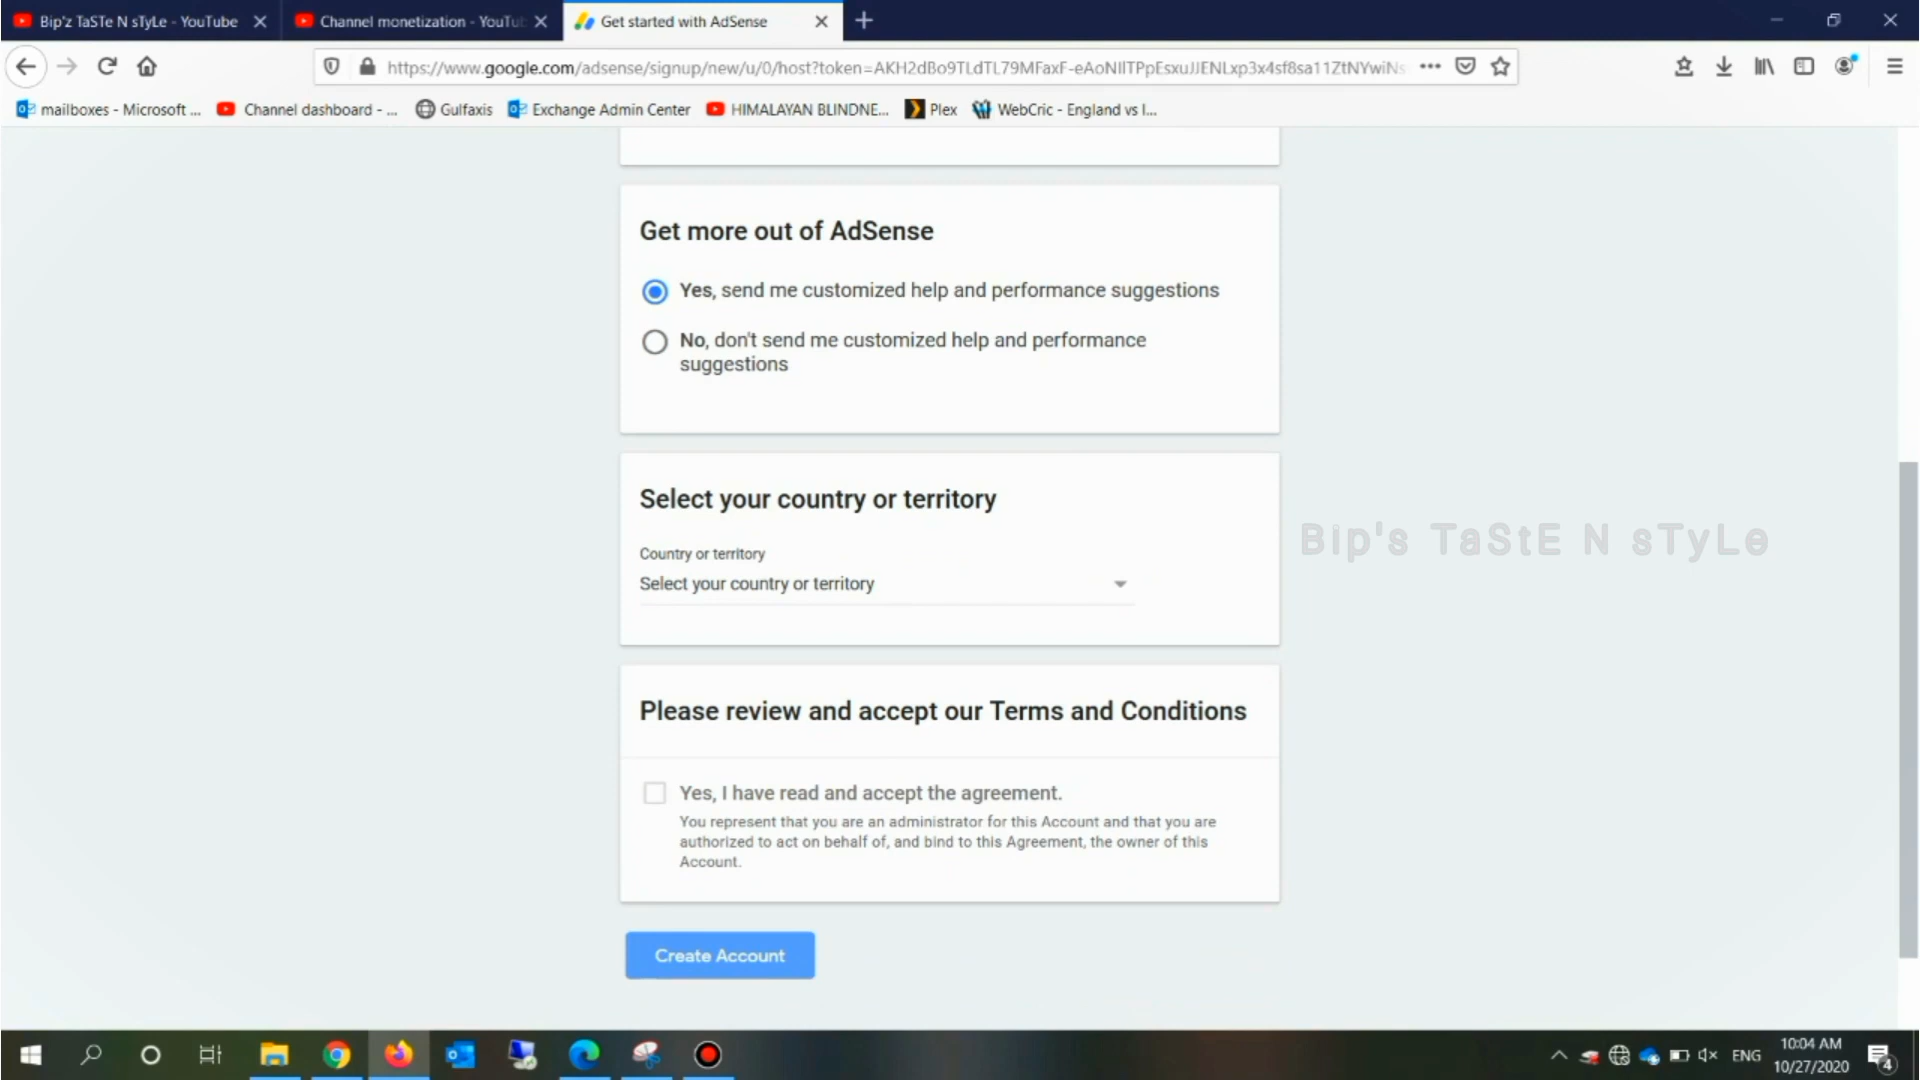 Bip'z TaSTe N sTyLe - YouTube
Channel monetization - YouTu
Get started with AdSense
https://www.google.com/adsense/signup/new/u/0/host?token=
mailboxes - Microsoft ...
Channel dashboard - ...
Gulfaxis
Exchange Admin Center
HIMALAYAN BLINDNE...
Plex
WebCric - England vs I...
Get more out of AdSense
Yes, send me customized help and performance suggestions
No, don't send me customized help and performance
suggestions
Select your country or territory
Country or territory
Select your country or territory
Bip's TaStE N sTyLe
Please review and accept our Terms and Conditions
Yes, I have read and accept the agreement.
You represent that you are an administrator for this Account and that you are
authorized to act on behalf of, and bind to this Agreement, the owner of this
Account.
Create Account
ENG
10:04 AM
10/27/2020
4